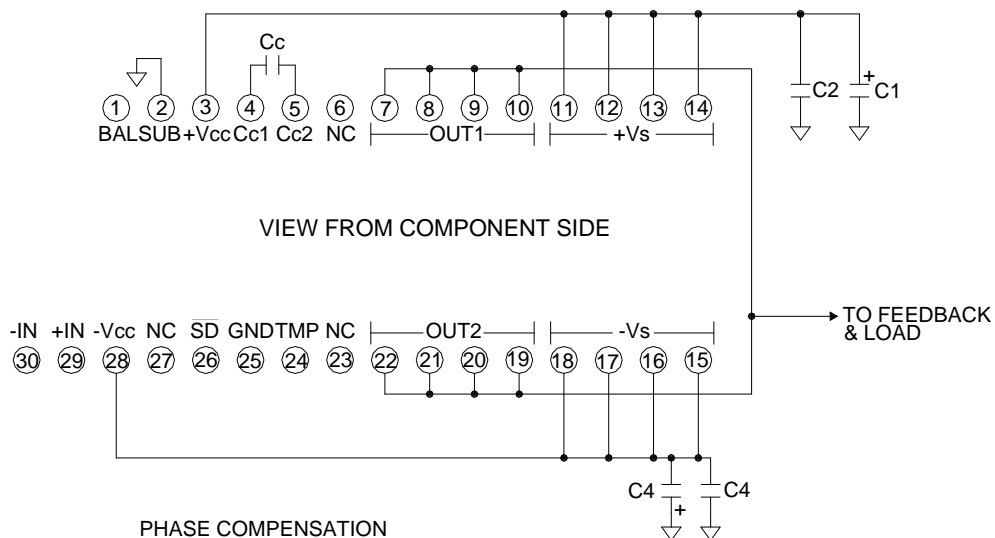 Cc
C2 + C1
1 2 3 4 5 6 7 8 9 10 11 12 13 14
BAL SUB +Vcc Cc1 Cc2 NC OUT1 +Vs
VIEW FROM COMPONENT SIDE
TO FEEDBACK
& LOAD
-IN +IN -Vcc NC SD GND TMP NC OUT2 -Vs
30 29 28 27 26 25 24 23 22 21 20 19 18 17 16 15
C4 + C4
PHASE COMPENSATION